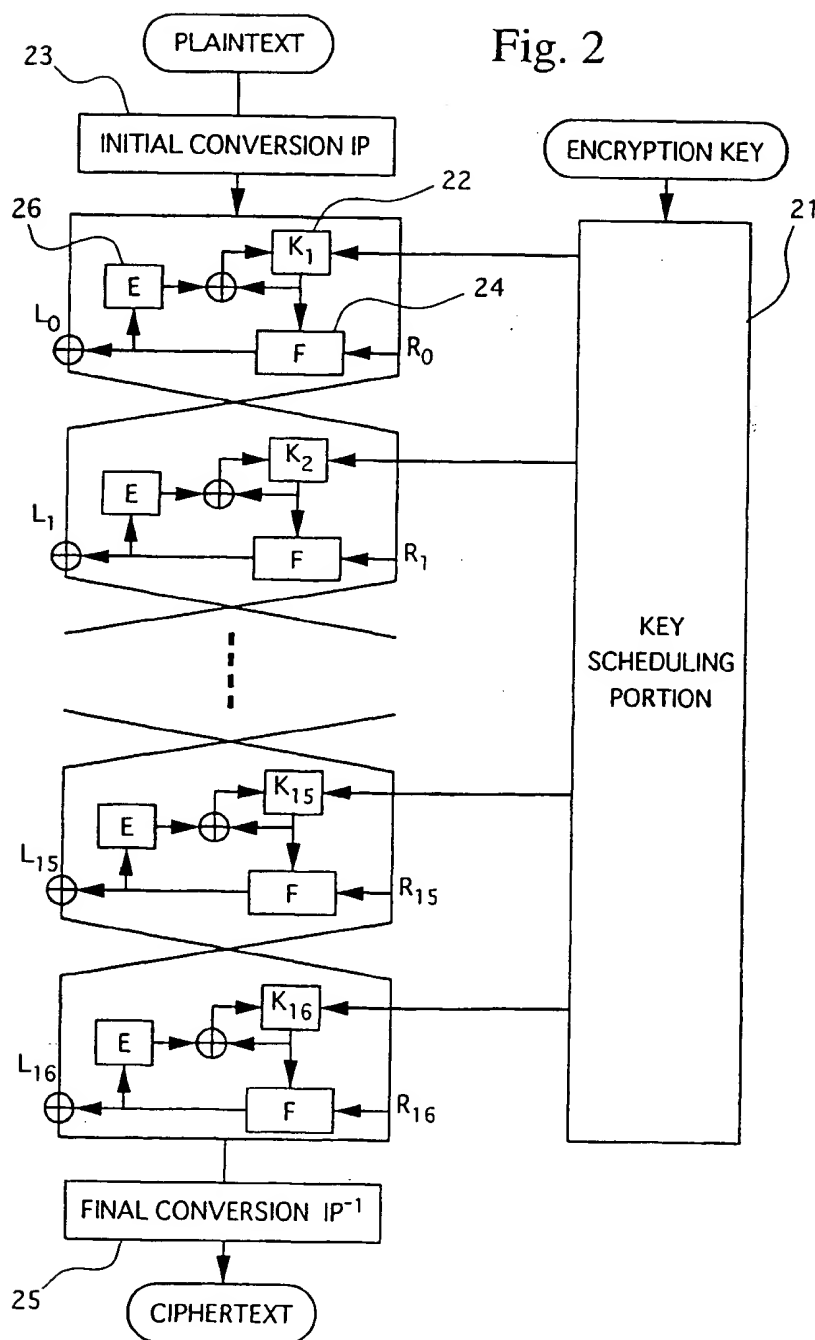 Fig. 2
PLAINTEXT
23
INITIAL CONVERSION IP
ENCRYPTION KEY
22
21
26
K1
E
24
L0
F
R0
K2
E
L1
F
R1
KEY
SCHEDULING
PORTION
K15
E
L15
F
R15
K16
E
L16
F
R16
FINAL CONVERSION IP-1
25
CIPHERTEXT